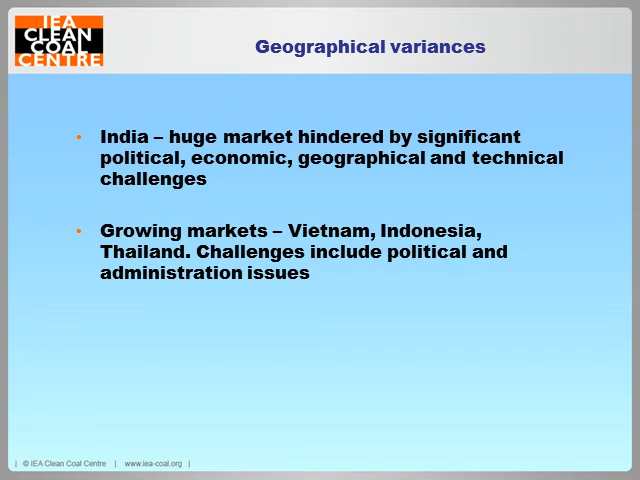 IEA
CLEAN
COAL
CENTRE
Geographical variances
• India – huge market hindered by significant
political, economic, geographical and technical
challenges
• Growing markets – Vietnam, Indonesia,
Thailand. Challenges include political and
administration issues
| © IEA Clean Coal Centre | www.iea-coal.org |